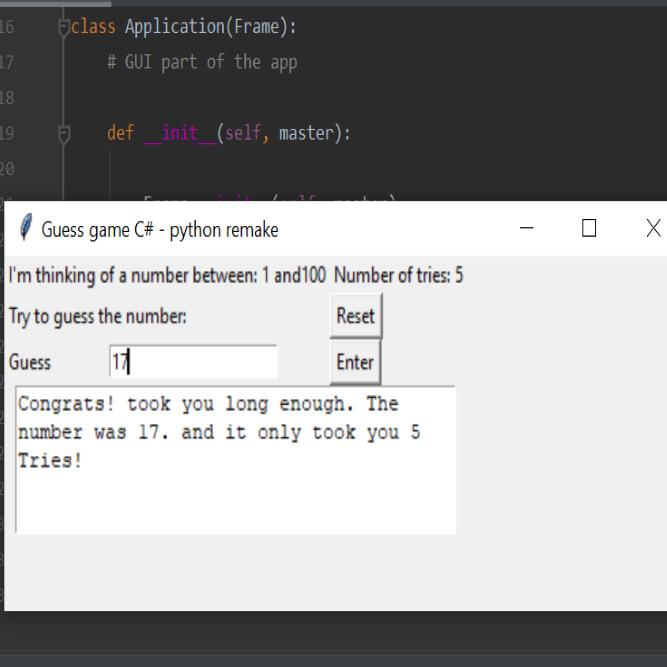 16 class Application(Frame):
17 # GUI part of the app
18
19 def __init__(self, master):
20
Guess game C# - python remake
I'm thinking of a number between: 1 and100 Number of tries: 5
Try to guess the number: Reset
Guess 17 Enter
Congrats! took you long enough. The
number was 17. and it only took you 5
Tries!